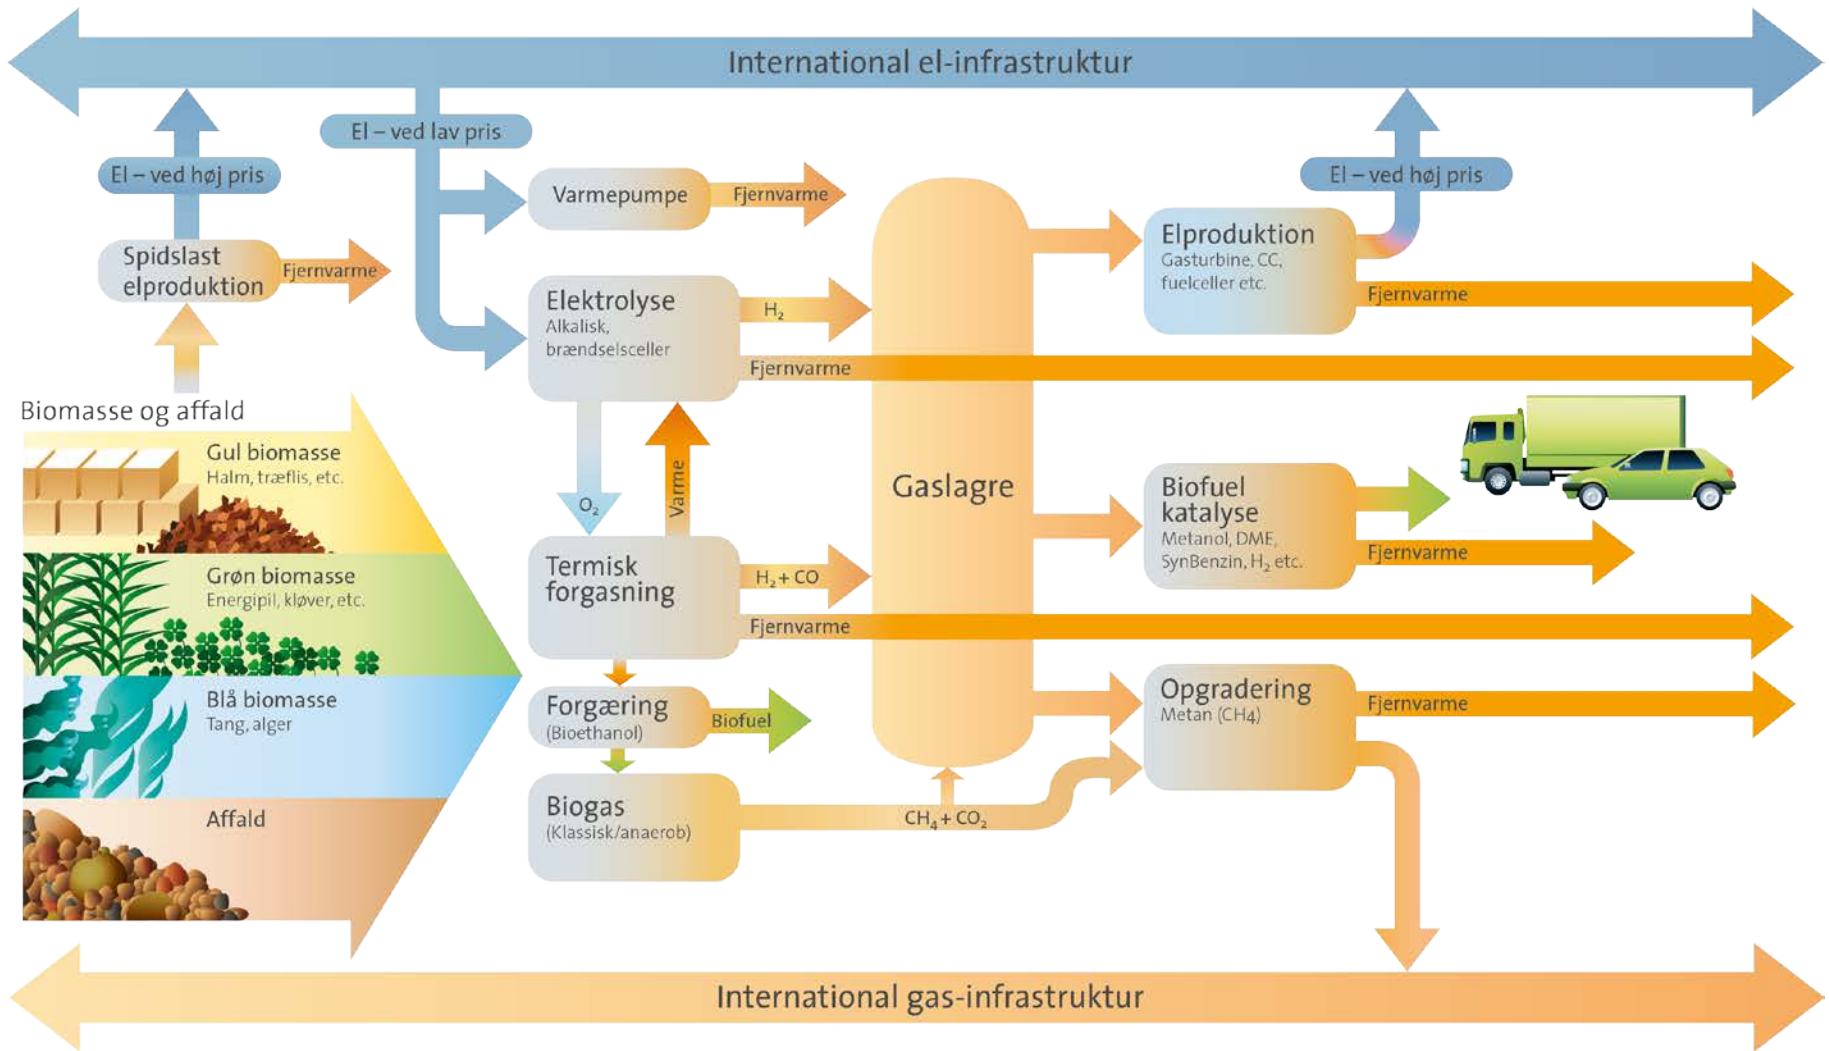 International el-infrastruktur
El – ved lav pris
El – ved høj pris
El – ved høj pris
Varmepumpe
Fjernvarme
Spidslast
elproduktion
Fjernvarme
Elproduktion
Gasturbine, CC,
fuelceller etc.
Fjernvarme
Elektrolyse
Alkalisk,
brændselsceller
H₂
Fjernvarme
Biomasse og affald
Gul biomasse
Halm, træflis, etc.
O₂
Varme
Gaslagre
Biofuel
katalyse
Metanol, DME,
SynBenzin, H₂ etc.
Fjernvarme
Grøn biomasse
Energipil, kløver, etc.
Termisk
forgasning
H₂ + CO
Fjernvarme
Blå biomasse
Tang, alger
Forgæring
(Bioethanol)
Biofuel
Opgradering
Metan (CH4)
Fjernvarme
Affald
Biogas
(Klassisk/anaerob)
CH₄ + CO₂
International gas-infrastruktur